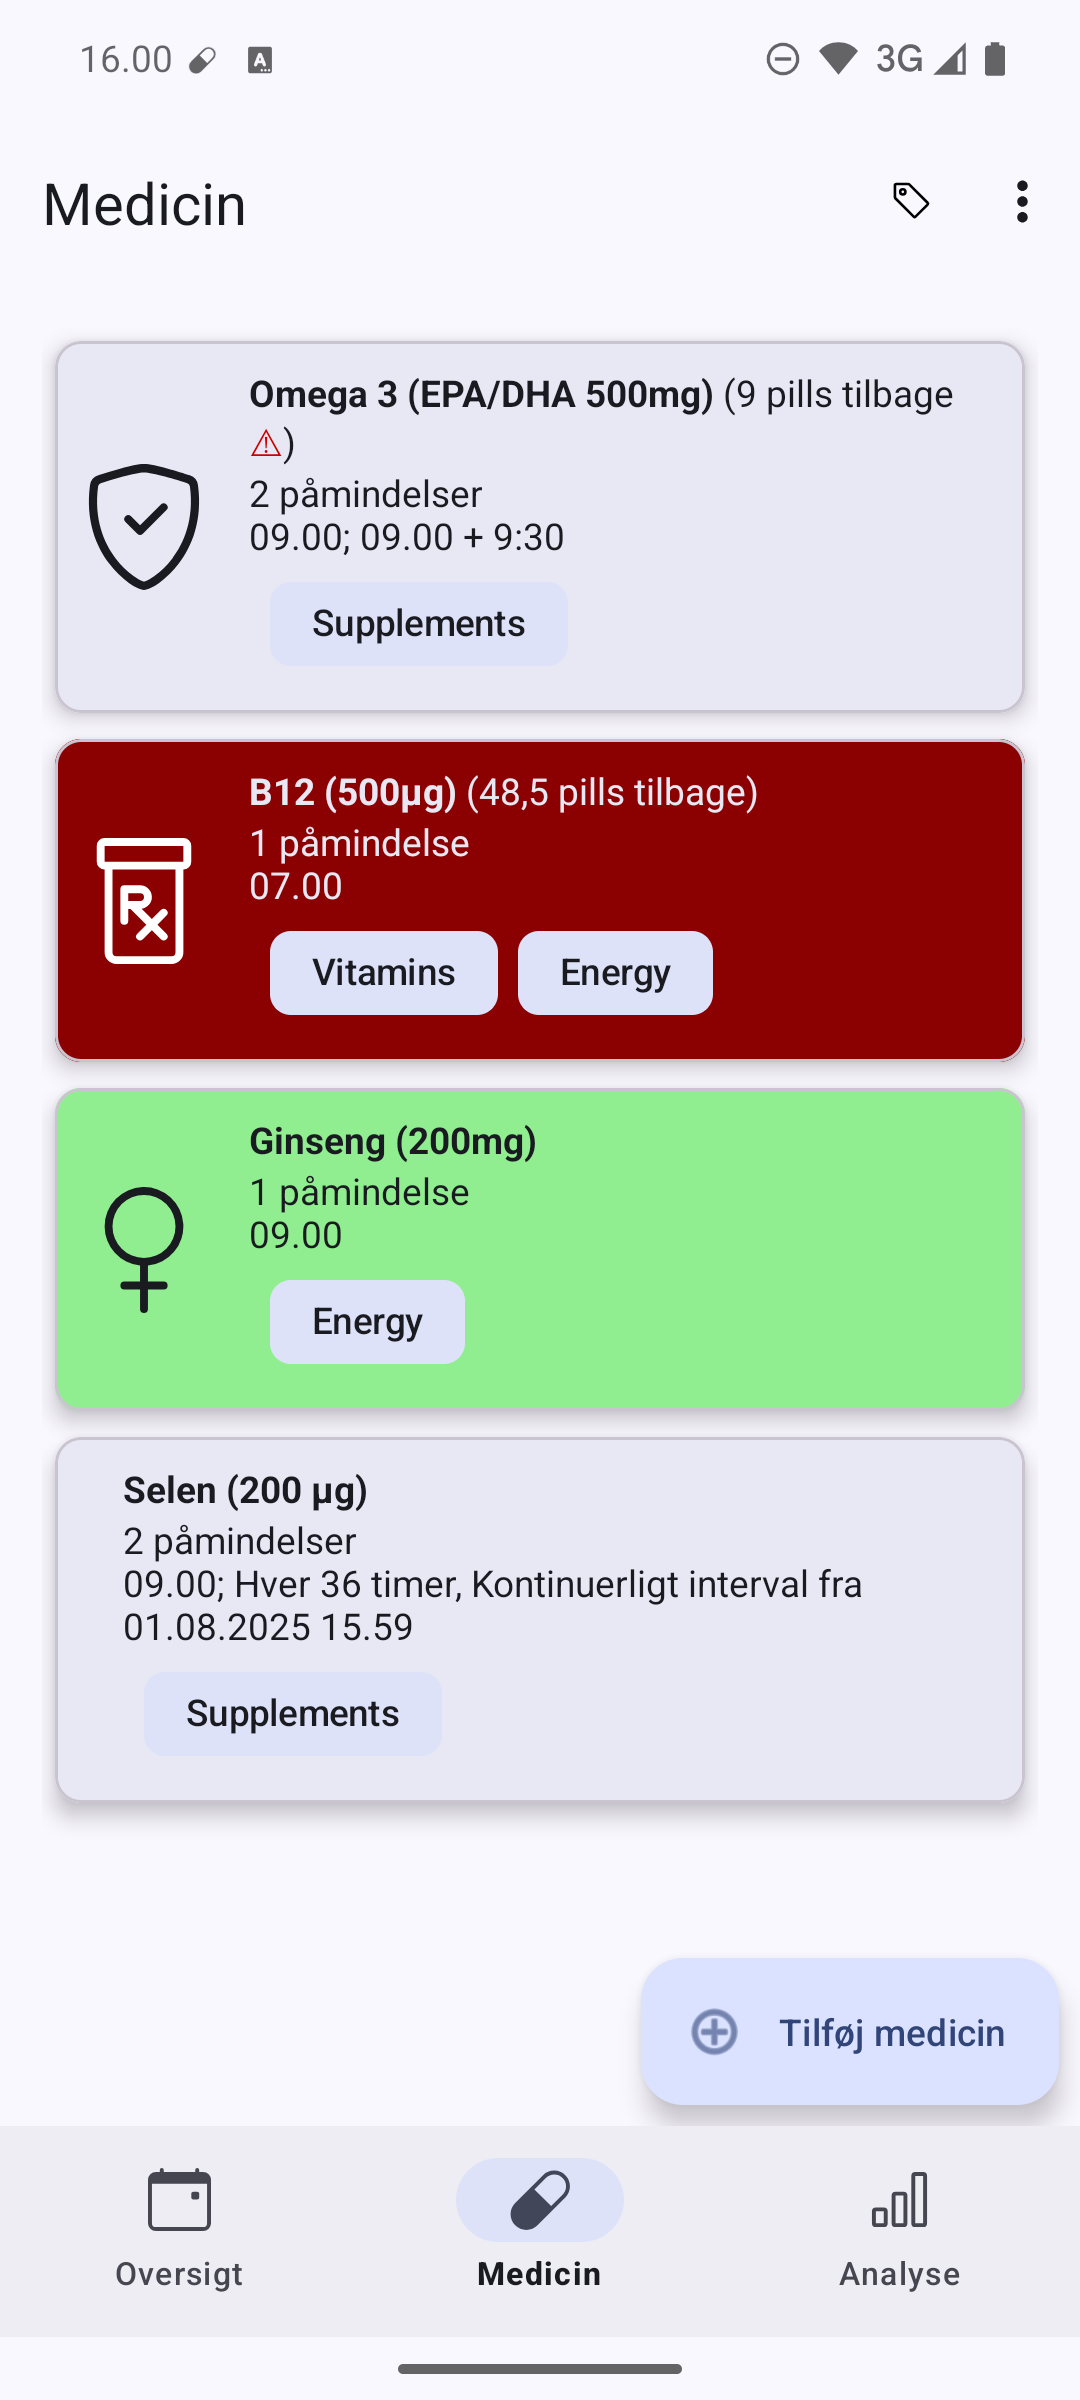 16.00
3G
Medicin
Omega 3 (EPA/DHA 500mg) (9 pills tilbage
⚠)
2 påmindelser
09.00; 09.00 + 9:30
Supplements
B12 (500µg) (48,5 pills tilbage)
1 påmindelse
07.00
Vitamins Energy
Ginseng (200mg)
1 påmindelse
09.00
Energy
Selen (200 µg)
2 påmindelser
09.00; Hver 36 timer, Kontinuerligt interval fra
01.08.2025 15.59
Supplements
Tilføj medicin
Oversigt Medicin Analyse